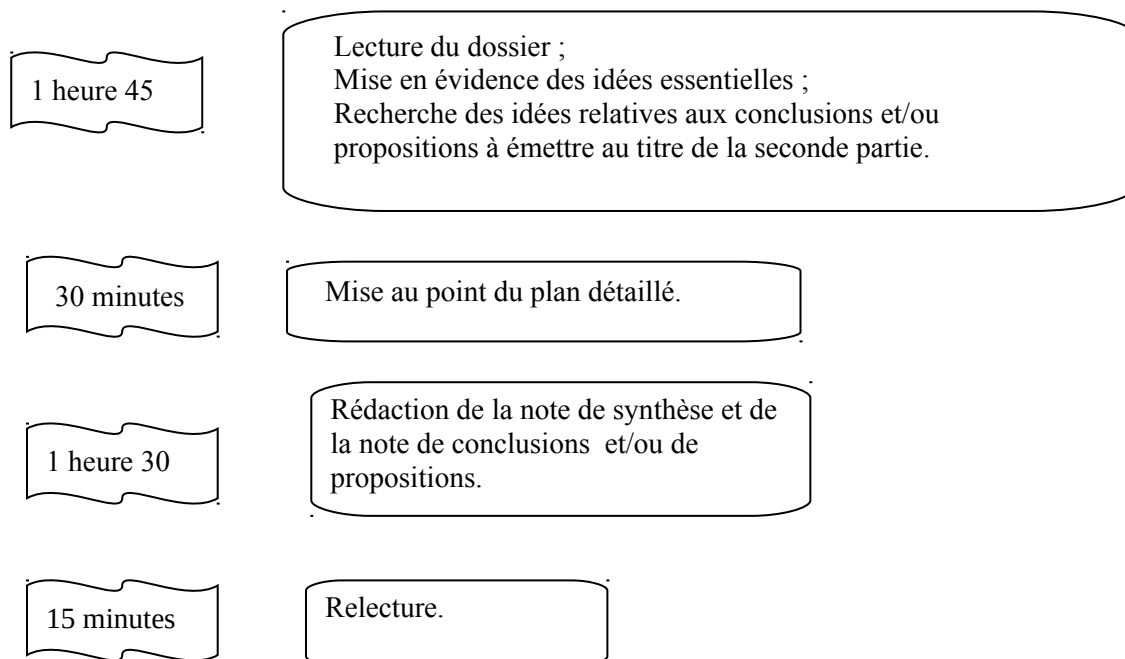 1 heure 45
Lecture du dossier ;
Mise en évidence des idées essentielles ;
Recherche des idées relatives aux conclusions et/ou
propositions à émettre au titre de la seconde partie.
30 minutes
Mise au point du plan détaillé.
1 heure 30
Rédaction de la note de synthèse et de
la note de conclusions et/ou de
propositions.
15 minutes
Relecture.